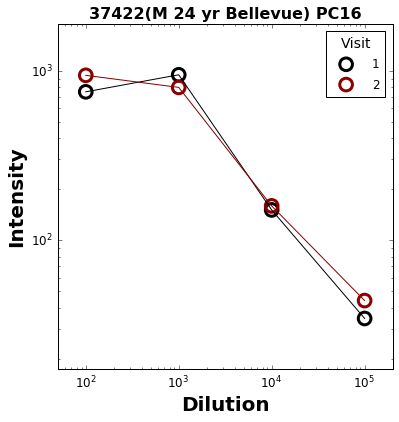 37422(M 24 yr Bellevue) PC16
Visit
1
2
Intensity
10³
10²
10² 10³ 10⁴ 10⁵
Dilution